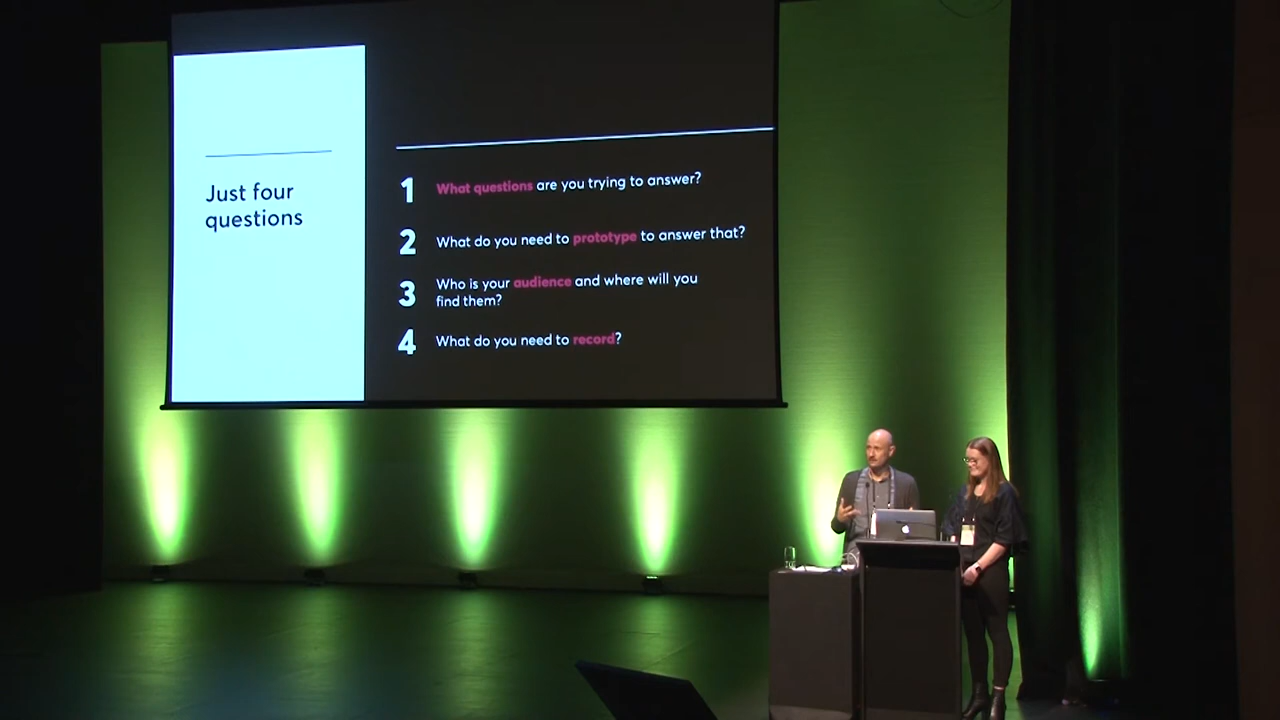 Just four
questions
1 What questions are you trying to answer?
2 What do you need to prototype to answer that?
3 Who is your audience and where will you
find them?
4 What do you need to record?